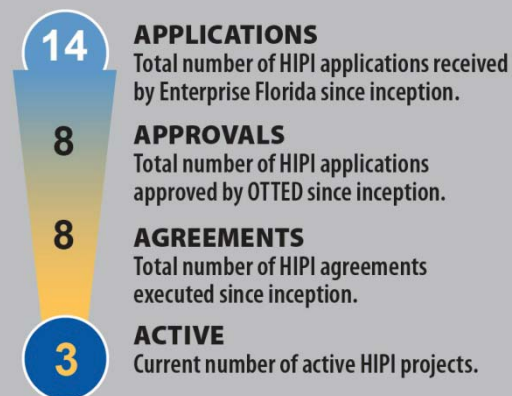 14
APPLICATIONS
Total number of HIPI applications received
by Enterprise Florida since inception.
8
APPROVALS
Total number of HIPI applications
approved by OTTED since inception.
8
AGREEMENTS
Total number of HIPI agreements
executed since inception.
3
ACTIVE
Current number of active HIPI projects.